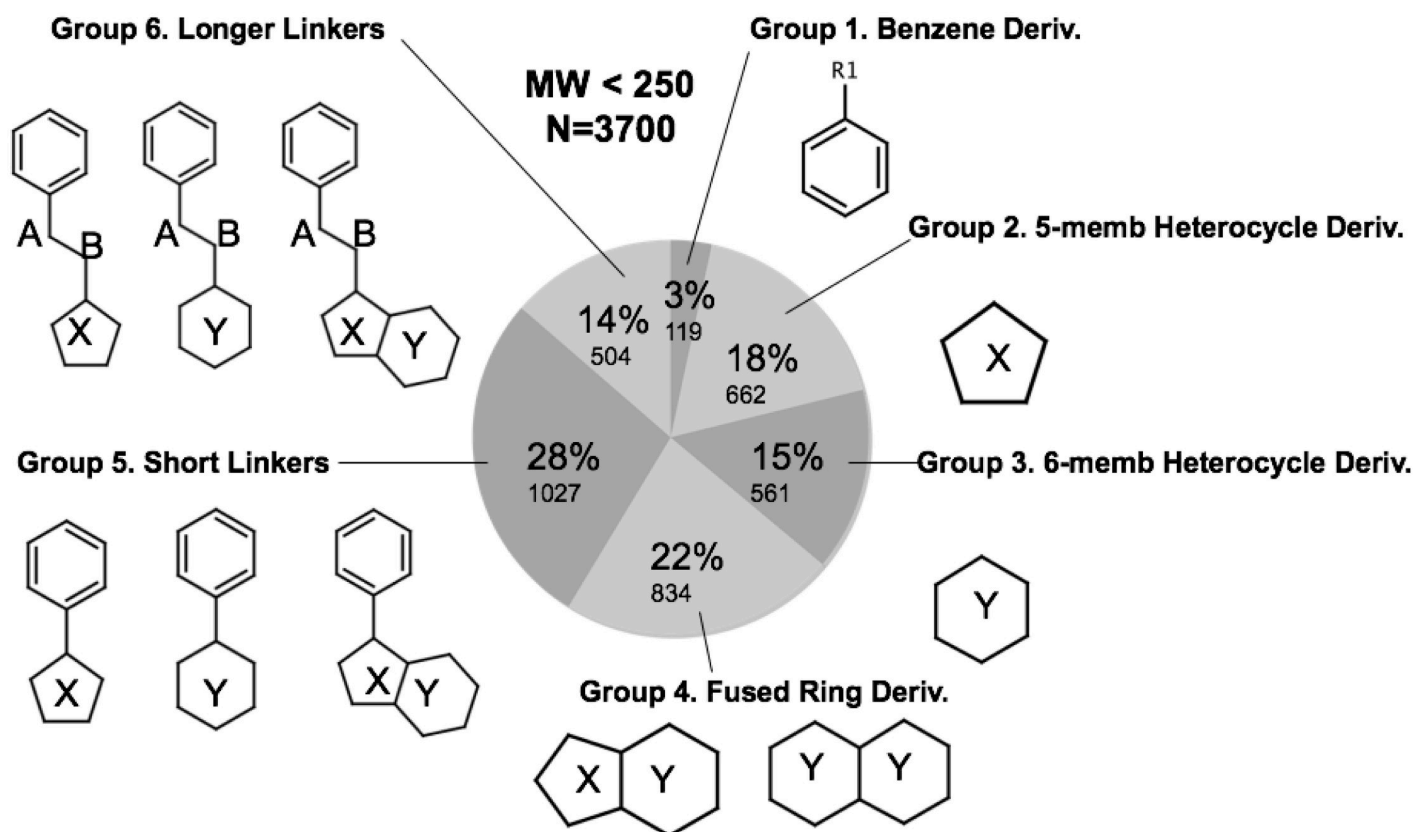 Group 6. Longer Linkers
Group 1. Benzene Deriv.
MW < 250
N=3700
R1
A
B
X
A
B
Y
A
B
X
Y
Group 2. 5-memb Heterocycle Deriv.
X
3%
119
14%
504
18%
662
Group 5. Short Linkers
28%
1027
15%
561
Group 3. 6-memb Heterocycle Deriv.
22%
834
X
Y
X
Y
Y
Group 4. Fused Ring Deriv.
X
Y
Y
Y